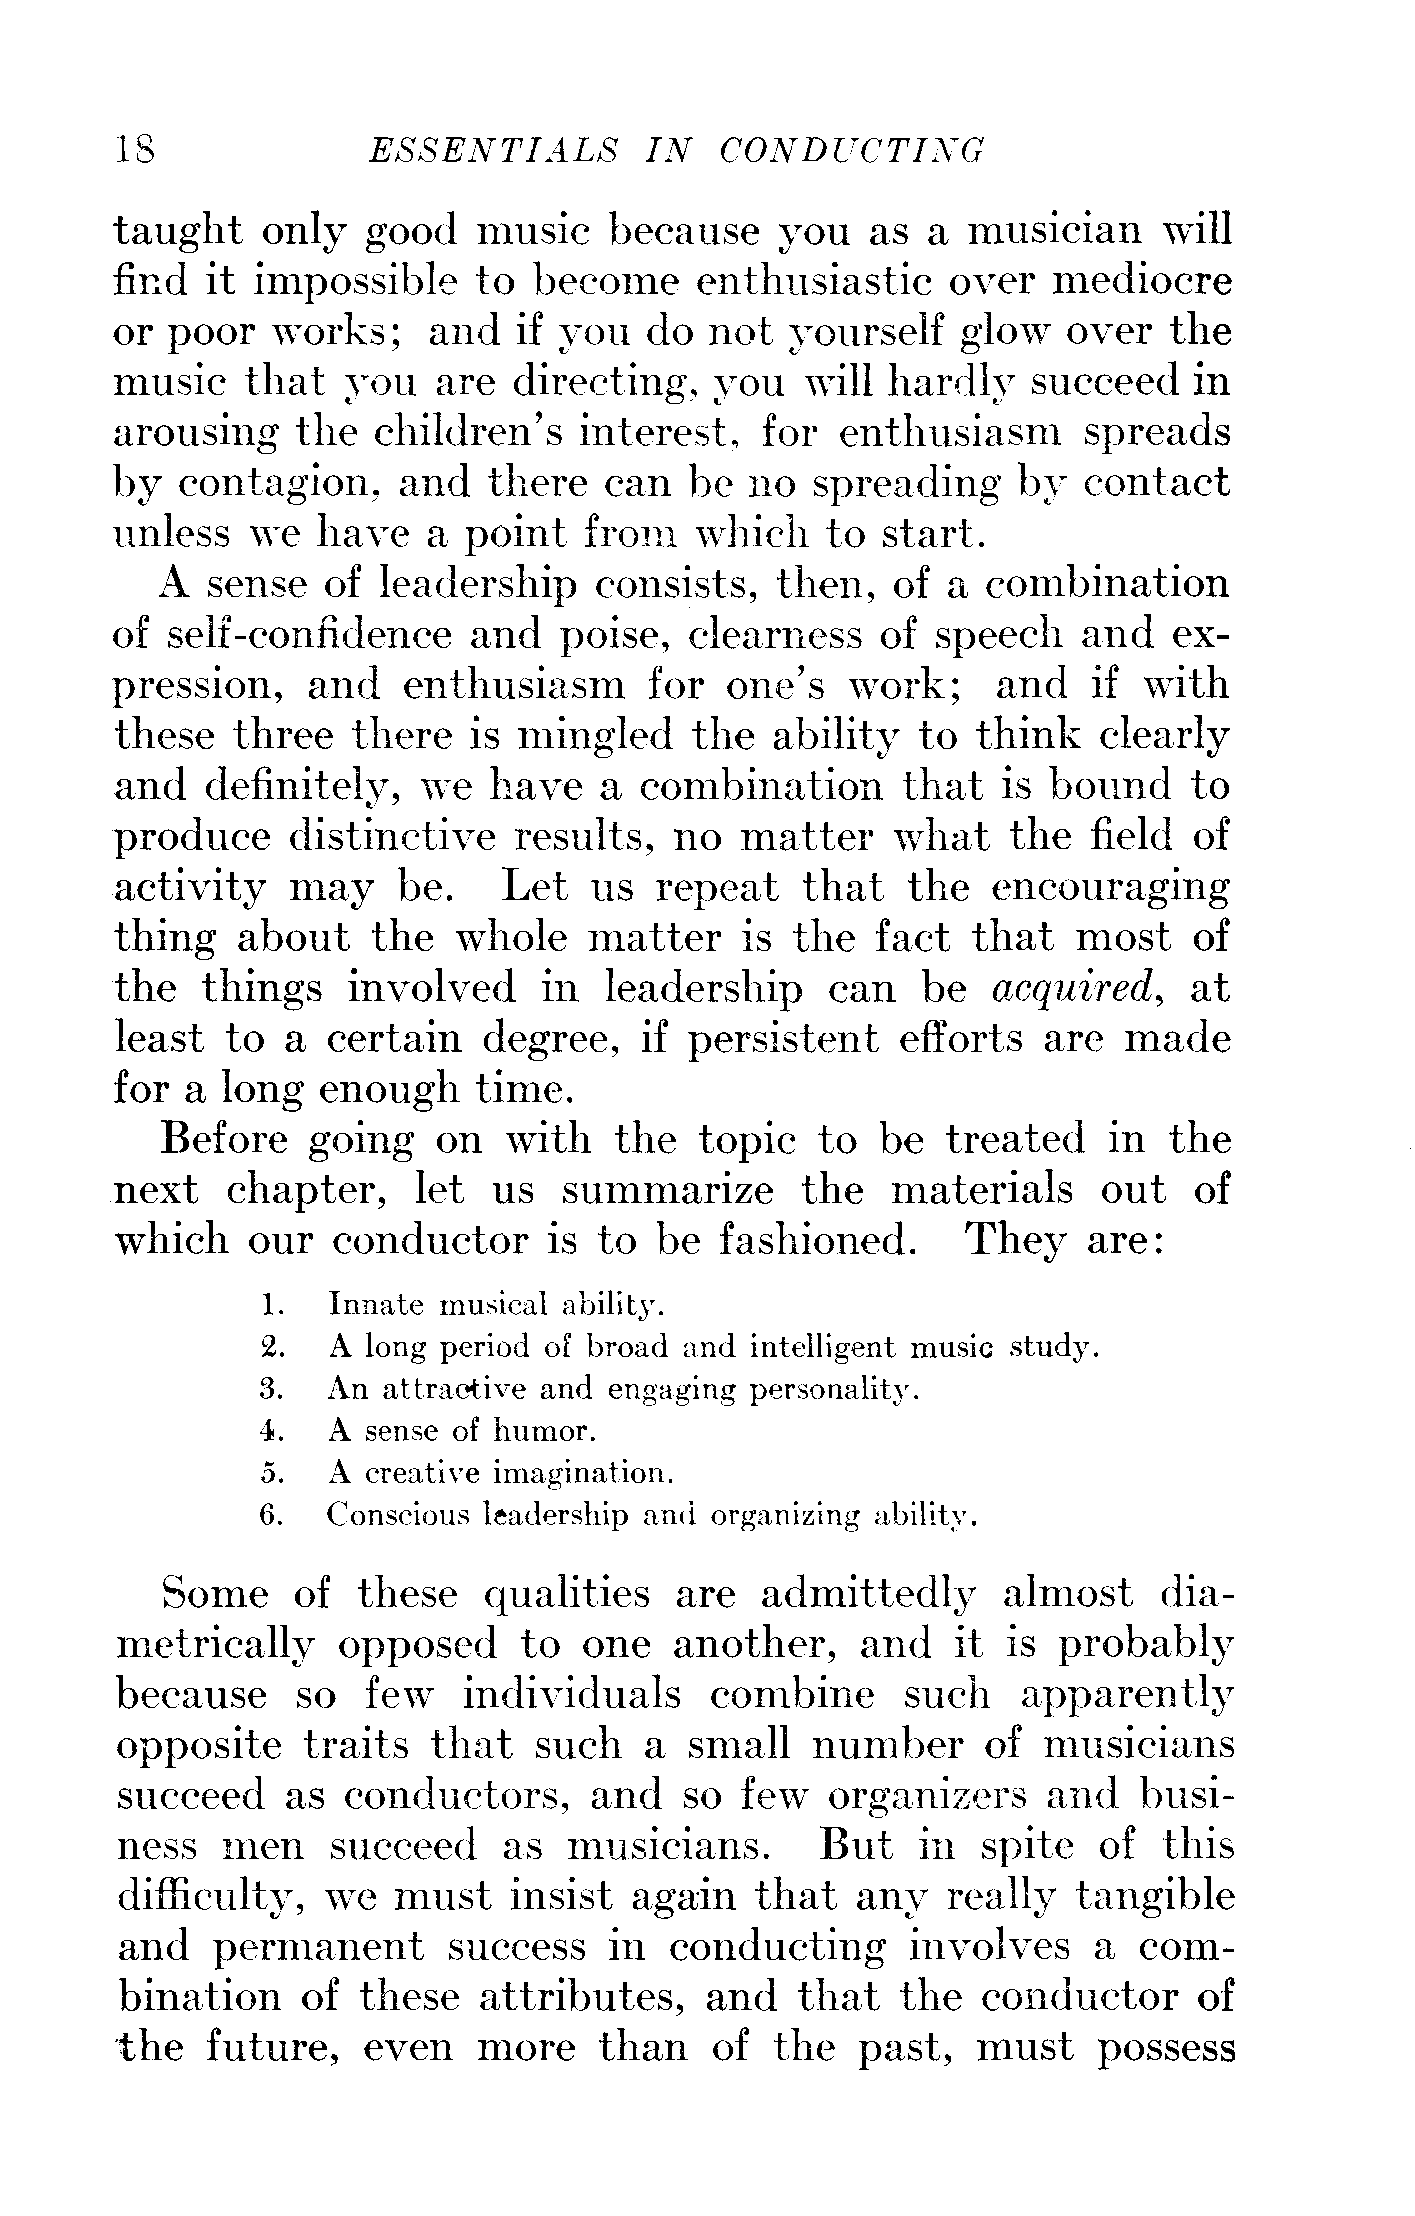 18 ESSENTIALS IN CONDUCTING
taught only good music because you as a musician will
find it impossible to become enthusiastic over mediocre
or poor works; and if you do not yourself glow over the
music that you are directing, you will hardly succeed in
arousing the children's interest, for enthusiasm spreads
by contagion, and there can be no spreading by contact
unless we have a point from which to start.
A sense of leadership consists, then, of a combination
of self-confidence and poise, clearness of speech and ex-
pression, and enthusiasm for one's work; and if with
these three there is mingled the ability to think clearly
and definitely, we have a combination that is bound to
produce distinctive results, no matter what the field of
activity may be. Let us repeat that the encouraging
thing about the whole matter is the fact that most of
the things involved in leadership can be acquired, at
least to a certain degree, if persistent efforts are made
for a long enough time.
Before going on with the topic to be treated in the
next chapter, let us summarize the materials out of
which our conductor is to be fashioned. They are:
1. Innate musical ability.
2. A long period of broad and intelligent music study.
3. An attractive and engaging personality.
4. A sense of humor.
5. A creative imagination.
6. Conscious leadership and organizing ability.
Some of these qualities are admittedly almost dia-
metrically opposed to one another, and it is probably
because so few individuals combine such apparently
opposite traits that such a small number of musicians
succeed as conductors, and so few organizers and busi-
ness men succeed as musicians. But in spite of this
difficulty, we must insist again that any really tangible
and permanent success in conducting involves a com-
bination of these attributes, and that the conductor of
the future, even more than of the past, must possess